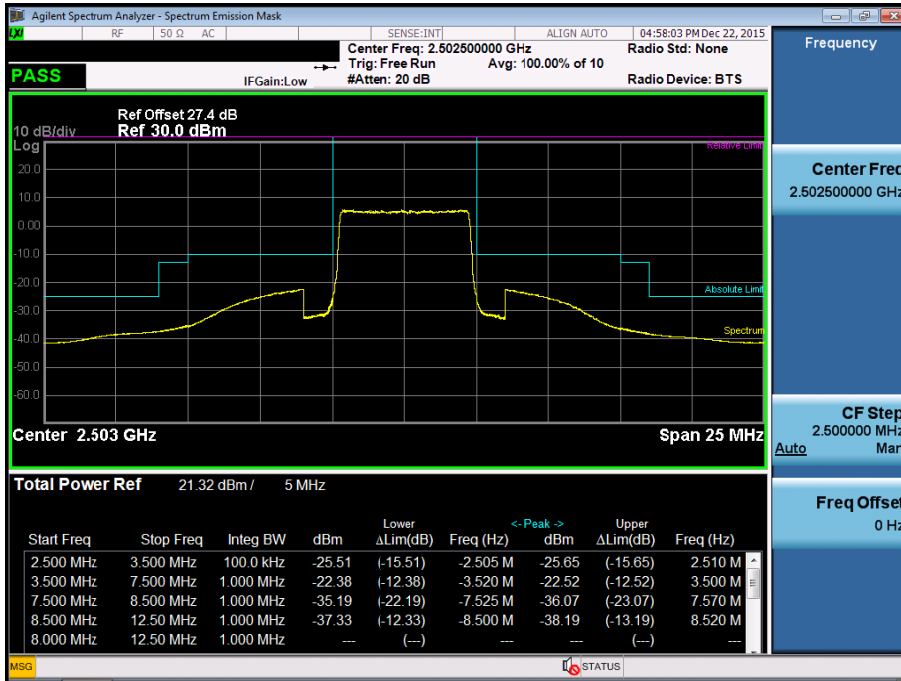 Agilent Spectrum Analyzer - Spectrum Emission Mask
LXI RF 50 Ω AC SENSE:INT ALIGN AUTO 04:58:03 PM Dec 22, 2015
Frequency
Center Freq: 2.502500000 GHz Radio Std: None
Trig: Free Run Avg: 100.00% of 10
PASS IFGain:Low #Atten: 20 dB Radio Device: BTS
Ref Offset 27.4 dB
10 dB/div Ref 30.0 dBm
Log
Relative Limit
20.0
10.0
0.00
-10.0
-20.0
Absolute Limit
-30.0
Spectrum
-40.0
-50.0
-60.0
Center 2.503 GHz Span 25 MHz
Center Freq
2.502500000 GHz
CF Step
2.500000 MHz
Auto Man
Freq Offset
0 Hz
Total Power Ref 21.32 dBm / 5 MHz
Lower <- Peak -> Upper
Start Freq Stop Freq Integ BW dBm ΔLim(dB) Freq (Hz) dBm ΔLim(dB) Freq (Hz)
2.500 MHz 3.500 MHz 100.0 kHz -25.51 (-15.51) -2.505 M -25.65 (-15.65) 2.510 M
3.500 MHz 7.500 MHz 1.000 MHz -22.38 (-12.38) -3.520 M -22.52 (-12.52) 3.500 M
7.500 MHz 8.500 MHz 1.000 MHz -35.19 (-22.19) -7.525 M -36.07 (-23.07) 7.570 M
8.500 MHz 12.50 MHz 1.000 MHz -37.33 (-12.33) -8.500 M -38.19 (-13.19) 8.520 M
8.000 MHz 12.50 MHz 1.000 MHz --- (---) --- --- (---) ---
MSG STATUS